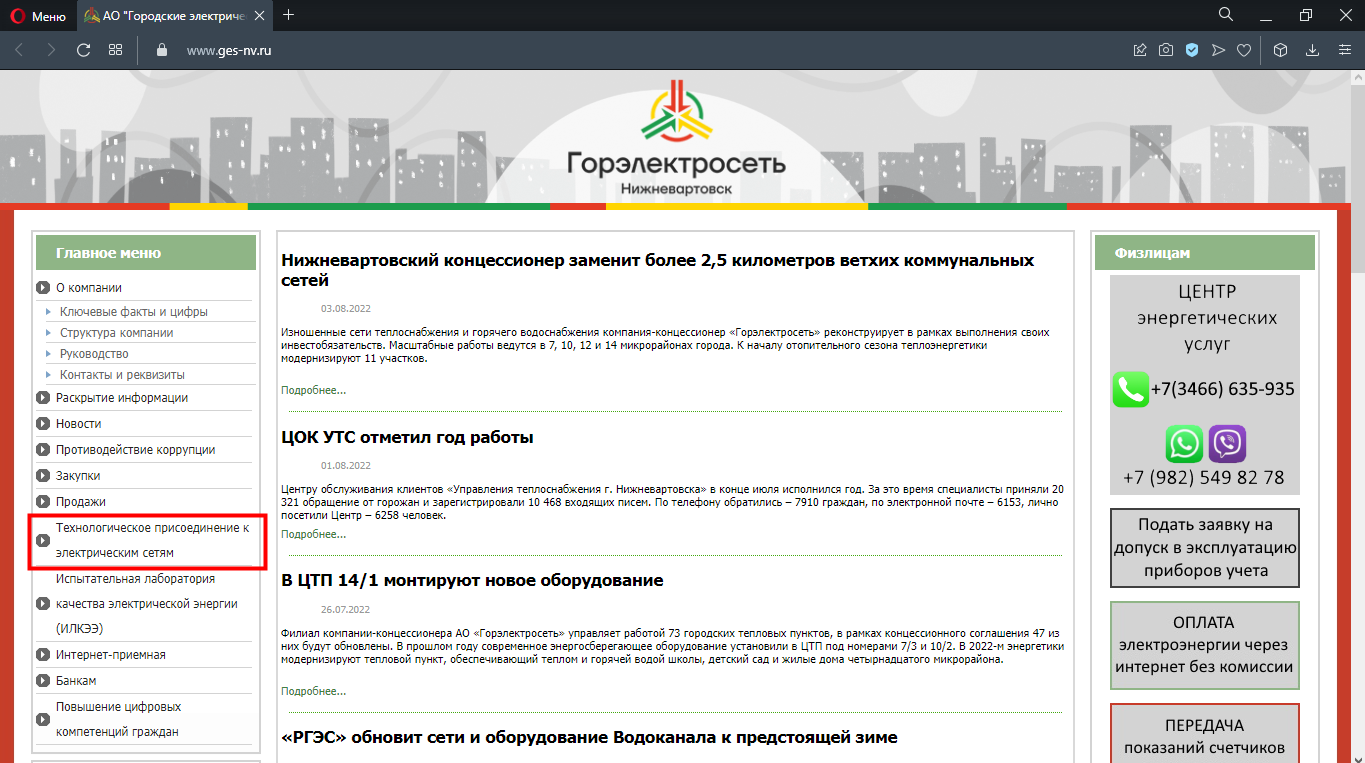 Меню
АО "Городские электриче
www.ges-nv.ru
Горэлектросеть
Нижневартовск
Главное меню
О компании
Ключевые факты и цифры
Структура компании
Руководство
Контакты и реквизиты
Раскрытие информации
Новости
Противодействие коррупции
Закупки
Продажи
Технологическое присоединение к
электрическим сетям
Испытательная лаборатория
качества электрической энергии
(ИЛКЭЭ)
Интернет-приемная
Банкам
Повышение цифровых
компетенций граждан
Нижневартовский концессионер заменит более 2,5 километров ветхих коммунальных
сетей
03.08.2022
Изношенные сети теплоснабжения и горячего водоснабжения компания-концессионер «Горэлектросеть» реконструирует в рамках выполнения своих
инвестобязательств. Масштабные работы ведутся в 7, 10, 12 и 14 микрорайонах города. К началу отопительного сезона теплоэнергетики
модернизируют 11 участков.
Подробнее...
ЦОК УТС отметил год работы
01.08.2022
Центру обслуживания клиентов «Управления теплоснабжения г. Нижневартовска» в конце июля исполнился год. За это время специалисты приняли 20
321 обращение от горожан и зарегистрировали 10 468 входящих писем. По телефону обратились – 7910 граждан, по электронной почте – 6153, лично
посетили Центр – 6258 человек.
Подробнее...
В ЦТП 14/1 монтируют новое оборудование
26.07.2022
Филиал компании-концессионера АО «Горэлектросеть» управляет работой 73 городских тепловых пунктов, в рамках концессионного соглашения 47 из
них будут обновлены. В прошлом году современное энергосберегающее оборудование установили в ЦТП под номерами 7/3 и 10/2. В 2022-м энергетики
модернизируют тепловой пункт, обеспечивающий теплом и горячей водой школы, детский сад и жилые дома четырнадцатого микрорайона.
Подробнее...
«РГЭС» обновит сети и оборудование Водоканала к предстоящей зиме
Физлицам
ЦЕНТР
энергетических
услуг
+7(3466) 635-935
+7 (982) 549 82 78
Подать заявку на
допуск в эксплуатацию
приборов учета
ОПЛАТА
электроэнергии через
интернет без комиссии
ПЕРЕДАЧА
показаний счетчиков